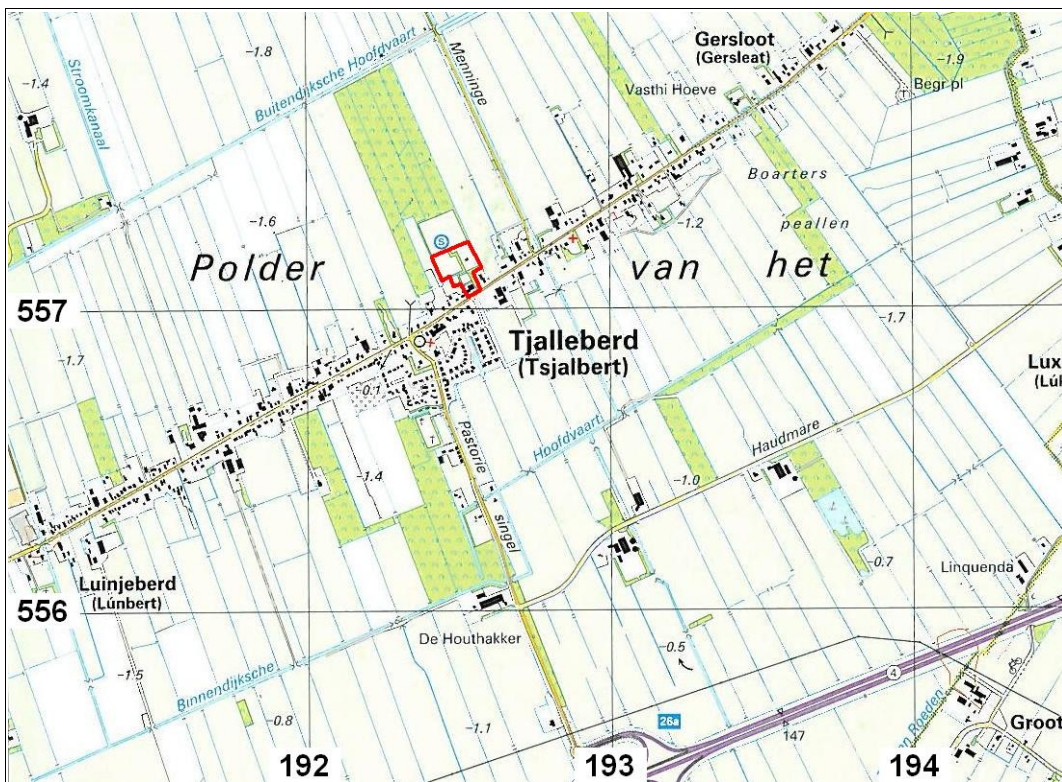 -1.8
Menninge
Gersloot
(Gersleat)
-1.9
-1.4
Stroomkanaal
Buitendijksche Hoofdvaart
Vasthi Hoeve
Begr pl
T
Boarters
peallen
-1.6
-1.2
S
Polder van het
557
-1.7
Tjalleberd
(Tsjalbert)
-1.7
-0.1
Hoofdvaart
Lux
Haudmare
Pastorie
singel
T
-1.4
-1.0
-0.7
Linquenda
Luinjeberd
(Lúnbert)
556
De Houthakker
Binnendijksche
-1.5
-0.8
-1.1
-0.5
4
26a
147
Roeden
Groot
192
193
194